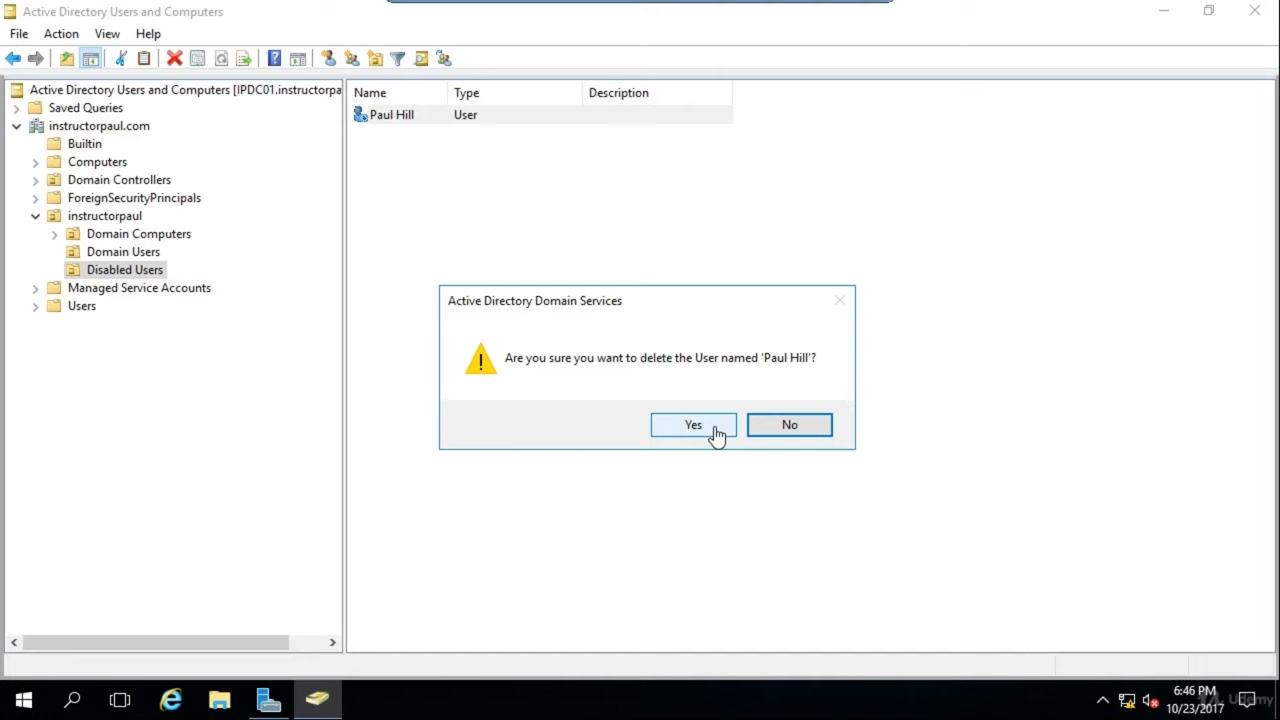 Active Directory Users and Computers
File Action View Help
Active Directory Users and Computers [IPDC01.instructorpa
Saved Queries
instructorpaul.com
Builtin
Computers
Domain Controllers
ForeignSecurityPrincipals
instructorpaul
Domain Computers
Domain Users
Disabled Users
Managed Service Accounts
Users
Name Type Description
Paul Hill User
Active Directory Domain Services
Are you sure you want to delete the User named 'Paul Hill'?
Yes No
6:46 PM
10/23/2017
Udemy